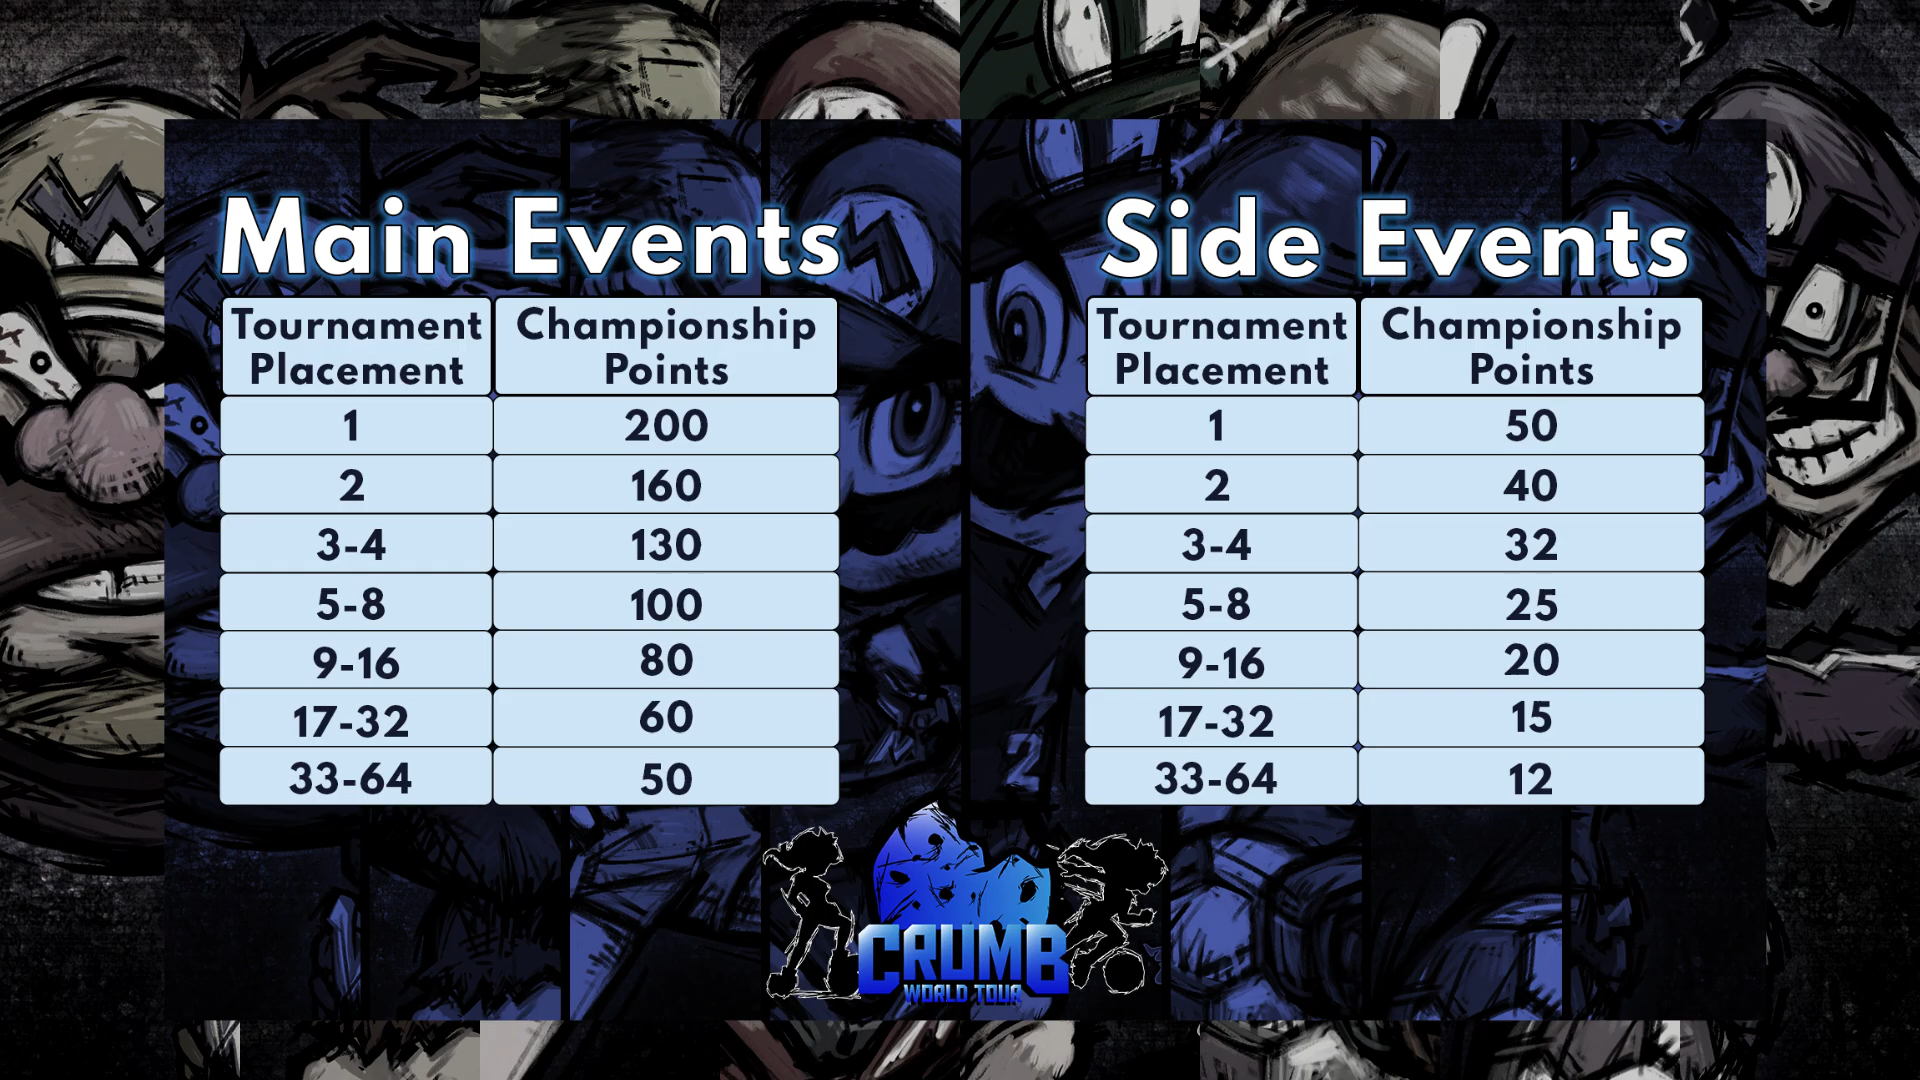 Main Events
Tournament Placement Championship Points
1 200
2 160
3-4 130
5-8 100
9-16 80
17-32 60
33-64 50
Side Events
Tournament Placement Championship Points
1 50
2 40
3-4 32
5-8 25
9-16 20
17-32 15
33-64 12
2
CRUMB
WORLD TOUR